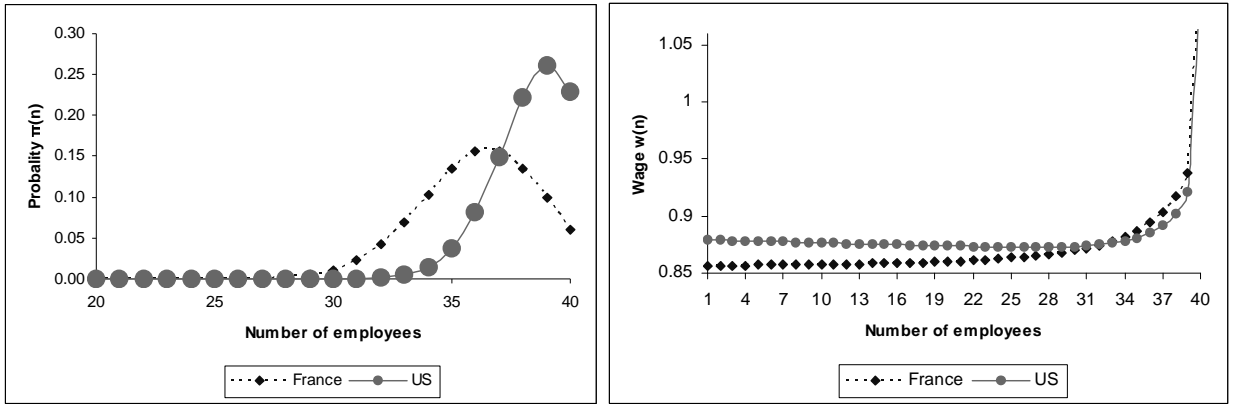 0.30
0.25
0.20
0.15
0.10
0.05
0.00
Probality π(n)
20 25 30 35 40
Number of employees
France US
1.05
1
0.95
0.9
0.85
Wage w(n)
1 4 7 10 13 16 19 22 25 28 31 34 37 40
Number of employees
France US